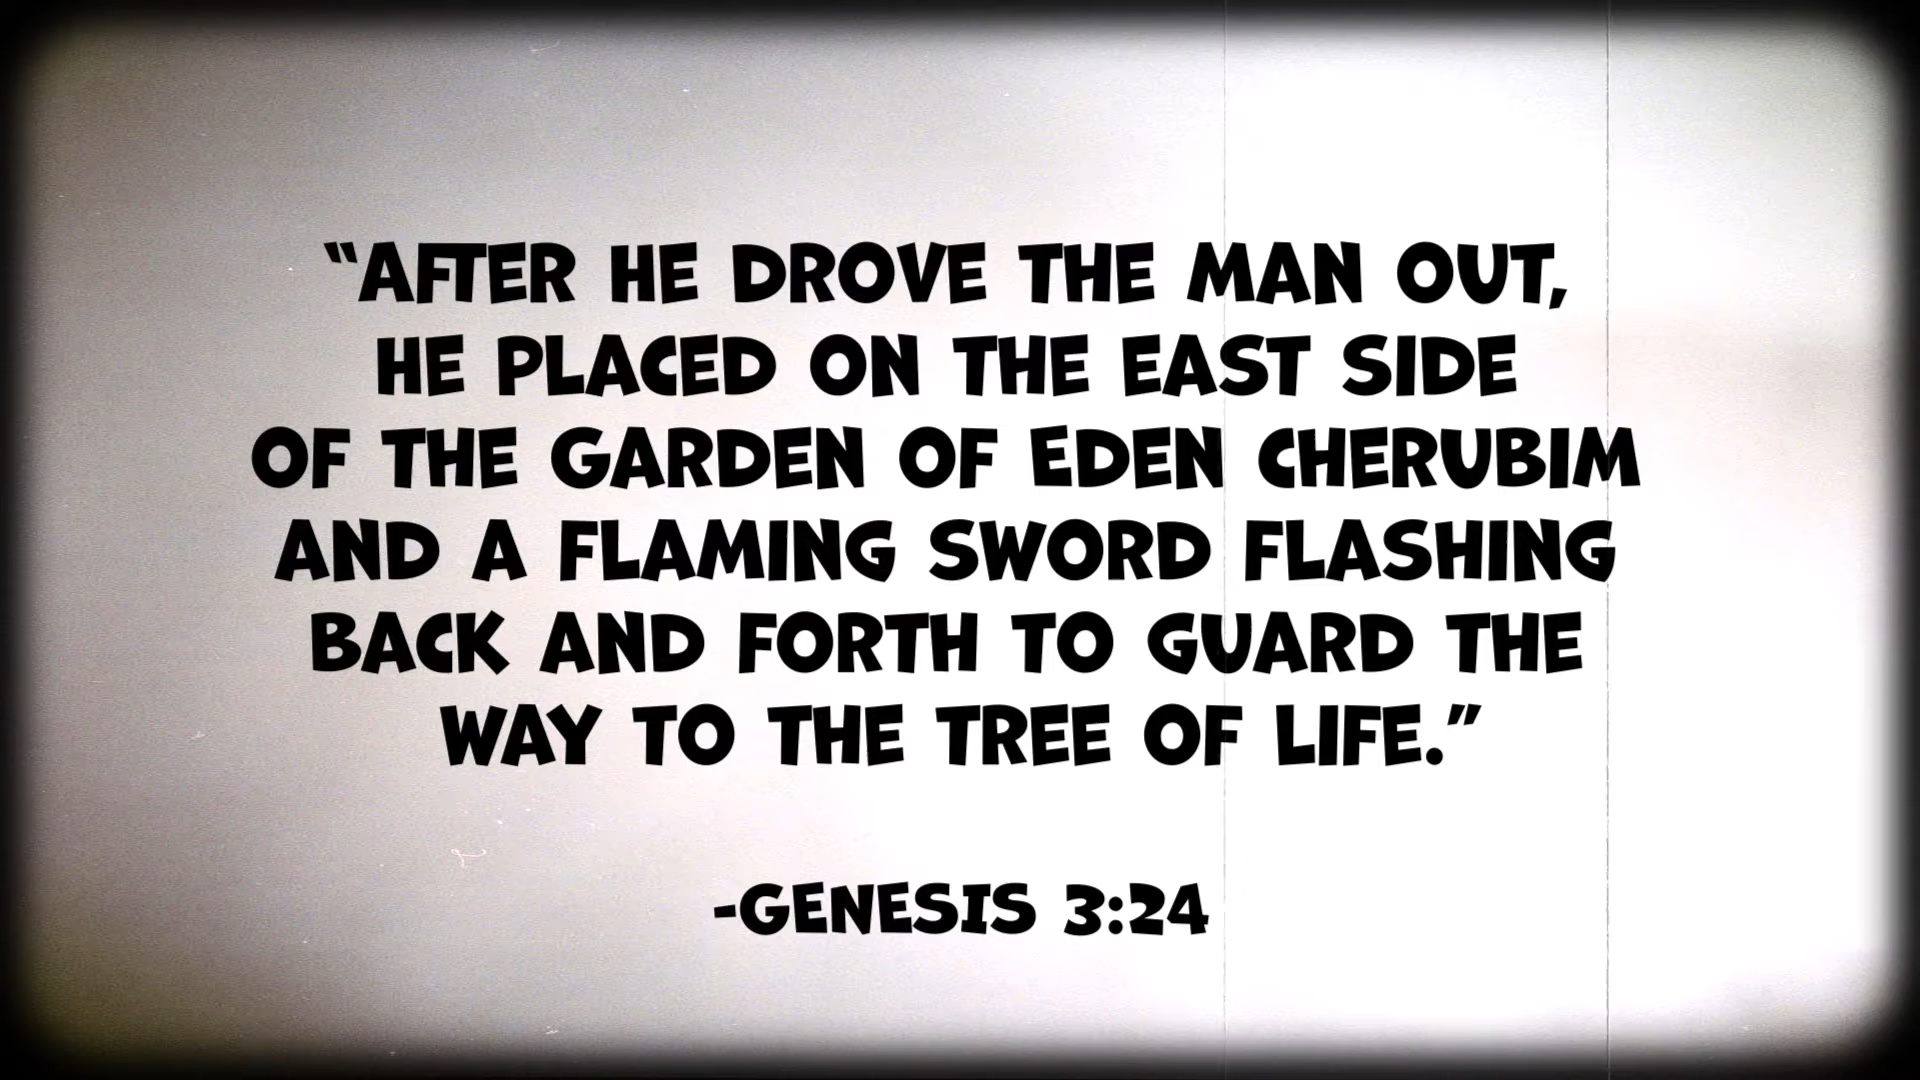 “AFTER HE DROVE THE MAN OUT,
HE PLACED ON THE EAST SIDE
OF THE GARDEN OF EDEN CHERUBIM
AND A FLAMING SWORD FLASHING
BACK AND FORTH TO GUARD THE
WAY TO THE TREE OF LIFE.”
-GENESIS 3:24